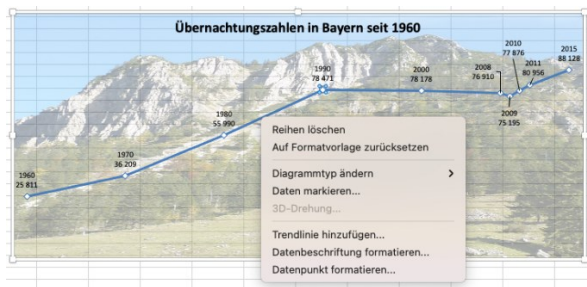 Übernachtungszahlen in Bayern seit 1960
1960
25 811
1970
36 209
1980
55 990
1990
78 471
2000
78 178
2008
76 910
2009
75 195
2010
77 876
2011
80 956
2015
88 128
Reihen löschen
Auf Formatvorlage zurücksetzen
Diagrammtyp ändern
Daten markieren...
3D-Drehung...
Trendlinie hinzufügen...
Datenbeschriftung formatieren...
Datenpunkt formatieren...